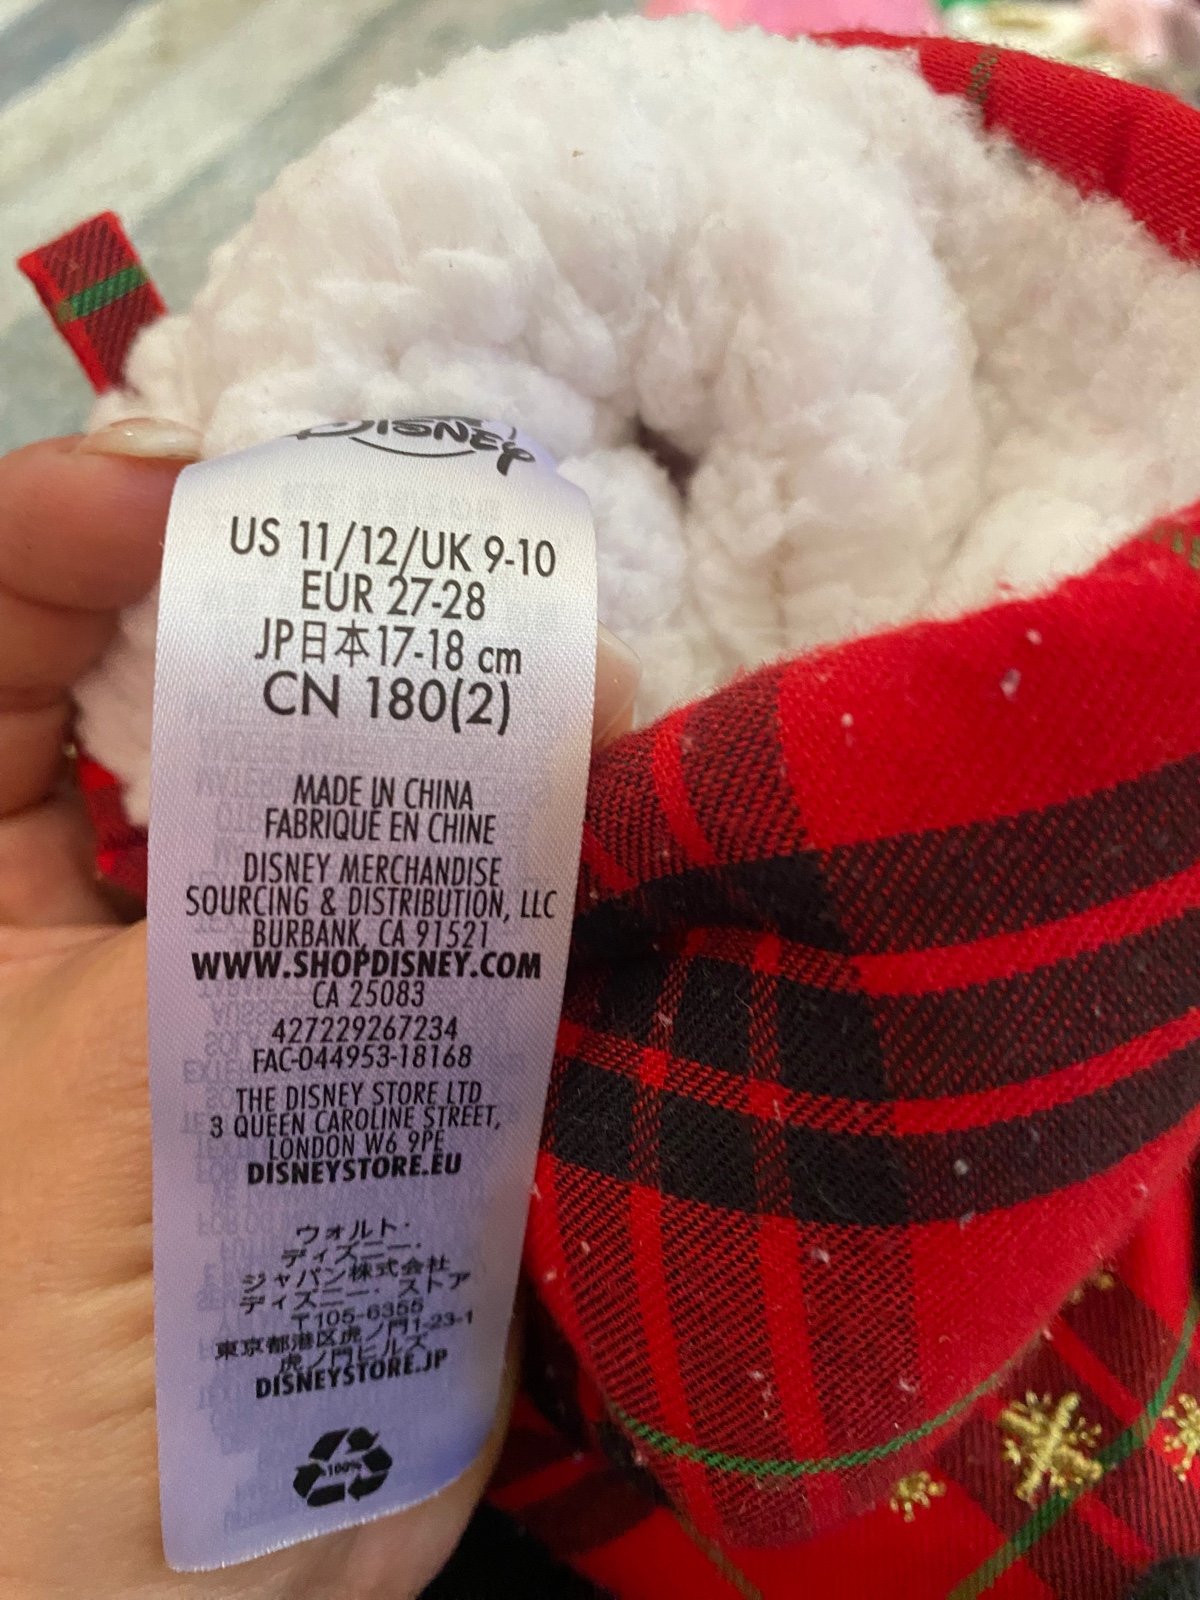 DISNEY
US 11/12/UK 9-10
EUR 27-28
JP日本17-18 cm
CN 180(2)
MADE IN CHINA
FABRIQUÉ EN CHINE
DISNEY MERCHANDISE
SOURCING & DISTRIBUTION, LLC
BURBANK, CA 91521
WWW.SHOPDISNEY.COM
CA 25083
427229267234
FAC-044953-18168
THE DISNEY STORE LTD
3 QUEEN CAROLINE STREET,
LONDON W6 9PE
DISNEYSTORE.EU
ウォルト・
ディズニー・
ジャパン株式会社
ディズニー・ストア
〒105-6355
東京都港区虎ノ門1-23-1
虎ノ門ヒルズ
DISNEYSTORE.JP
100%